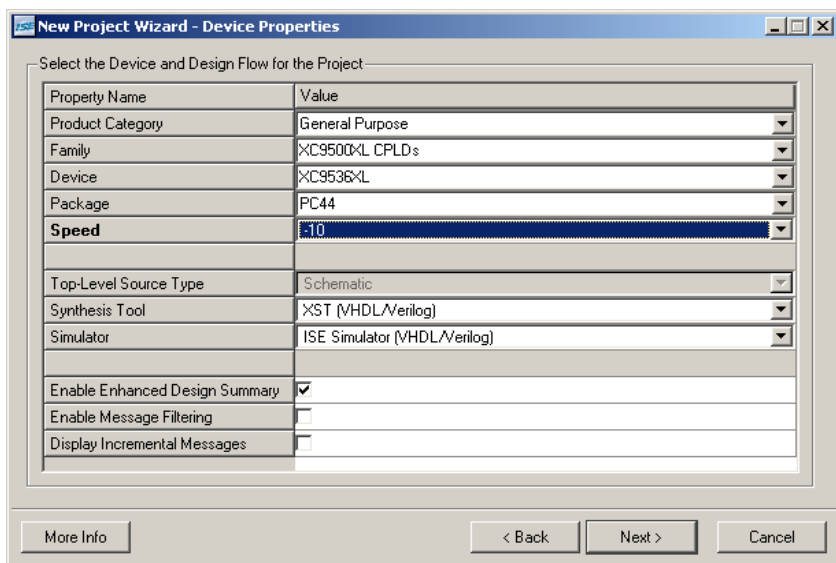 ISE New Project Wizard - Device Properties
Select the Device and Design Flow for the Project
Property Name Value
Product Category General Purpose
Family XC9500XL CPLDs
Device XC9536XL
Package PC44
Speed -10
Top-Level Source Type Schematic
Synthesis Tool XST (VHDL/Verilog)
Simulator ISE Simulator (VHDL/Verilog)
Enable Enhanced Design Summary
Enable Message Filtering
Display Incremental Messages
More Info < Back Next > Cancel